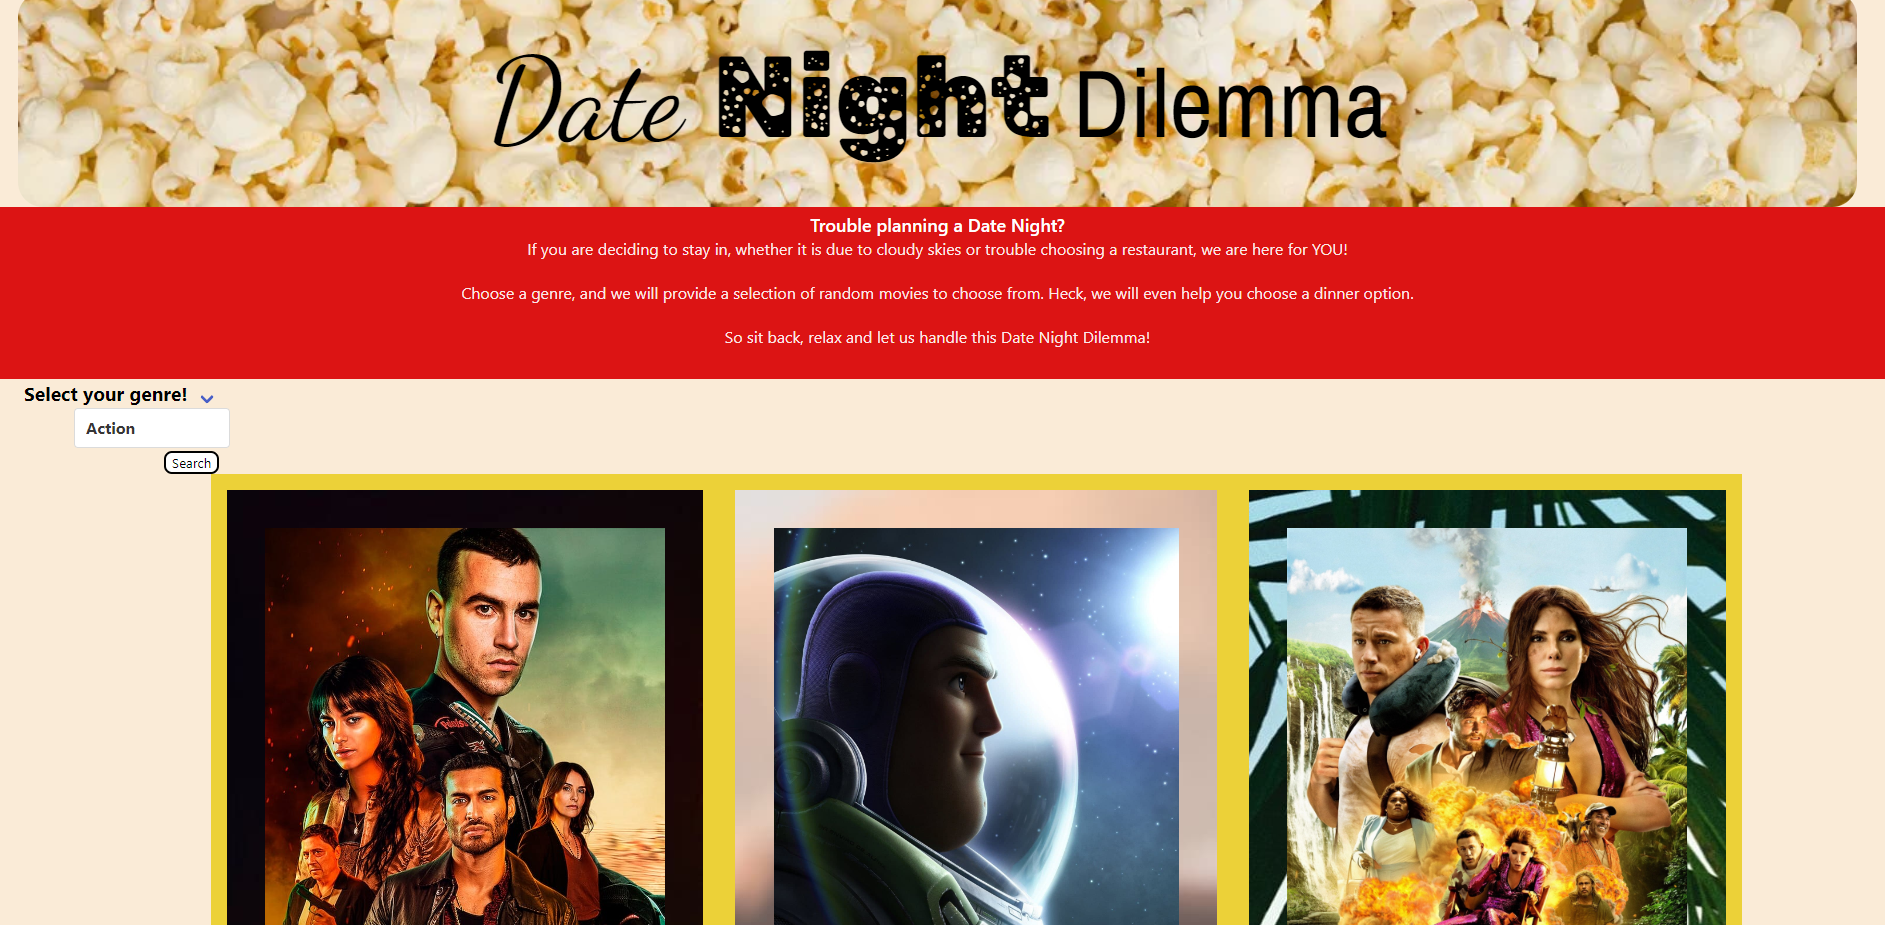 Date Night Dilemma
Trouble planning a Date Night?
If you are deciding to stay in, whether it is due to cloudy skies or trouble choosing a restaurant, we are here for YOU!
Choose a genre, and we will provide a selection of random movies to choose from. Heck, we will even help you choose a dinner option.
So sit back, relax and let us handle this Date Night Dilemma!
Select your genre!
Action
Search